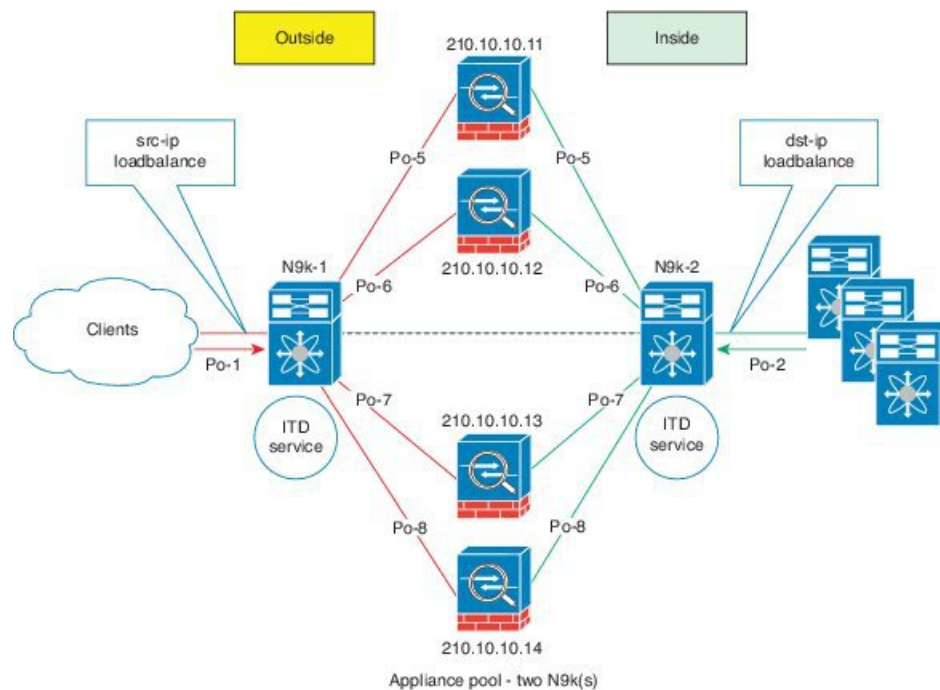 Outside
210.10.10.11
Inside
src-ip
loadbalance
dst-ip
loadbalance
Po-5
Po-5
N9k-1
210.10.10.12
N9k-2
Po-6
Po-6
Clients
Po-1
Po-2
Po-7
Po-7
210.10.10.13
ITD
service
ITD
service
Po-8
Po-8
210.10.10.14
Appliance pool - two N9k(s)